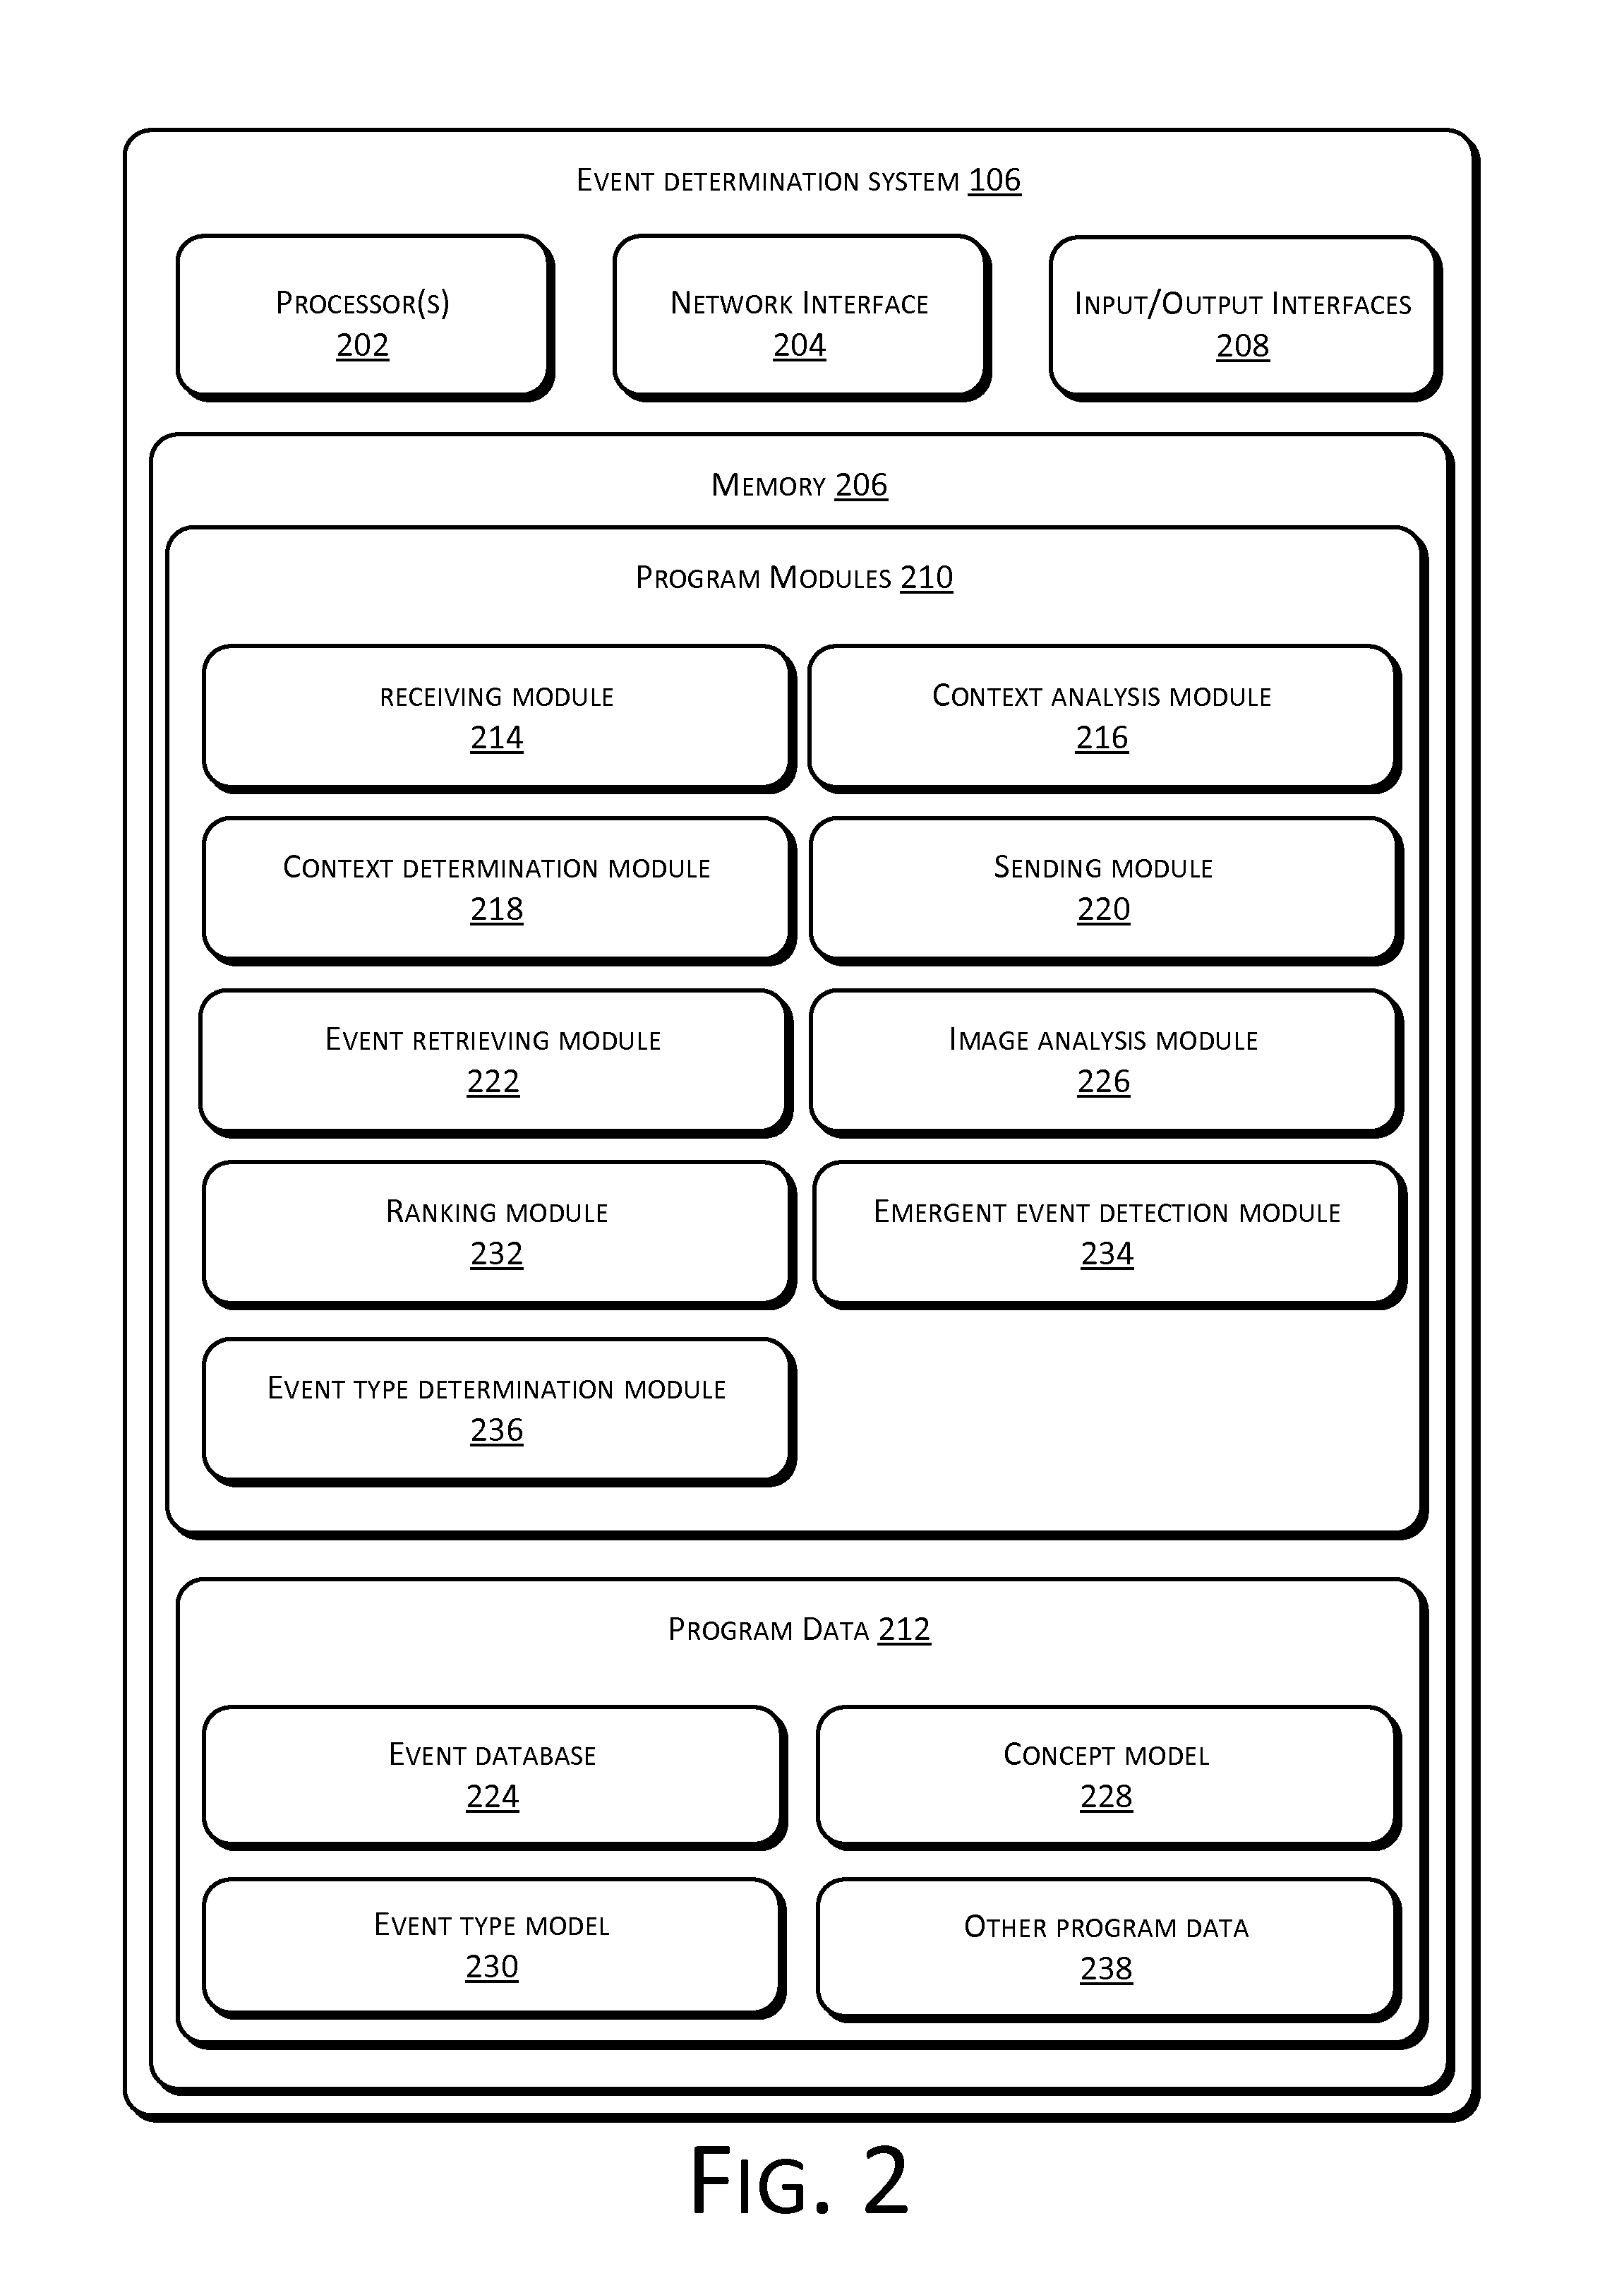 Event determination system 106
Processor(s)
202
Network Interface
204
Input/Output Interfaces
208
Memory 206
Program Modules 210
receiving module
214
Context analysis module
216
Context determination module
218
Sending module
220
Event retrieving module
222
Image analysis module
226
Ranking module
232
Emergent event detection module
234
Event type determination module
236
Program Data 212
Event database
224
Concept model
228
Event type model
230
Other program data
238
Fig. 2